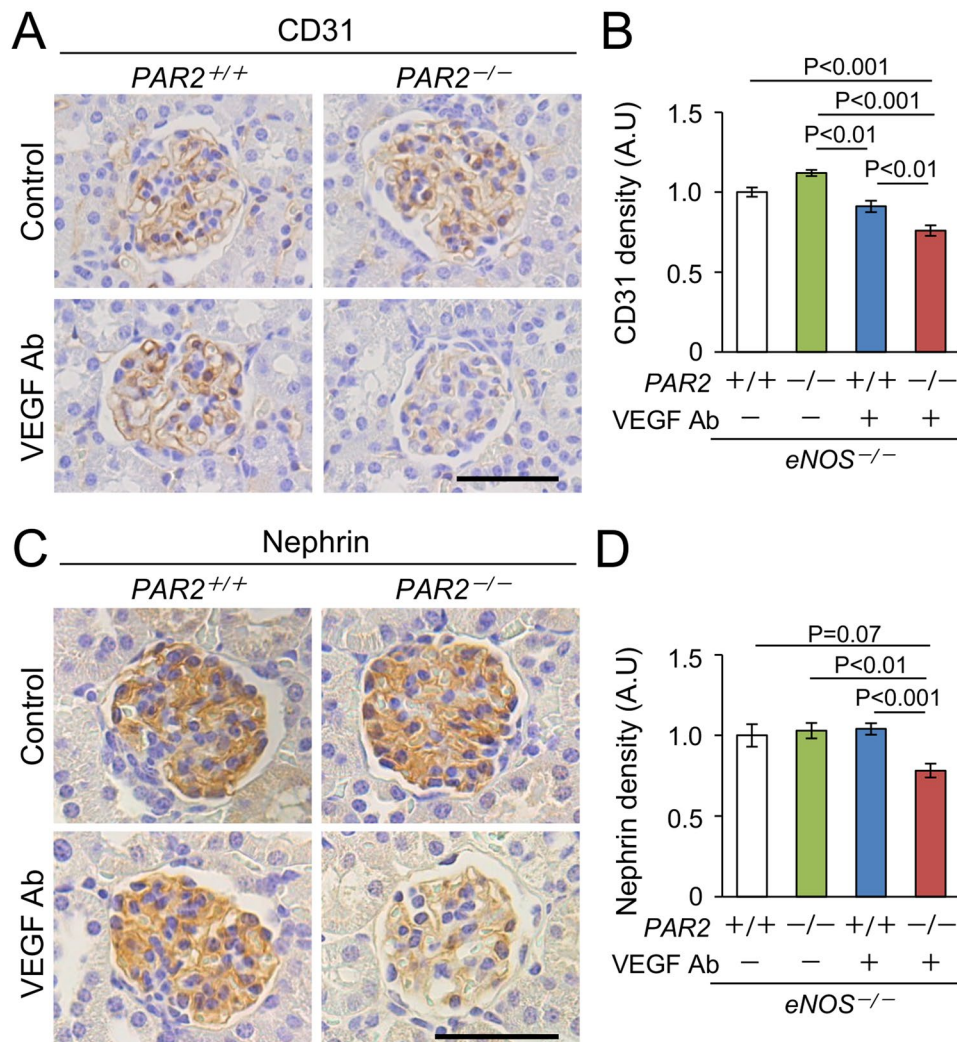 A
CD31
PAR2+/+ PAR2−/−
Control
VEGF Ab
B
P<0.001
P<0.001
P<0.01
P<0.01
CD31 density (A.U)
1.5
1.0
0.5
0
PAR2 +/+ −/− +/+ −/−
VEGF Ab − − + +
eNOS−/−
C
Nephrin
PAR2+/+ PAR2−/−
Control
VEGF Ab
D
P=0.07
P<0.01
P<0.001
Nephrin density (A.U)
1.5
1.0
0.5
0
PAR2 +/+ −/− +/+ −/−
VEGF Ab − − + +
eNOS−/−